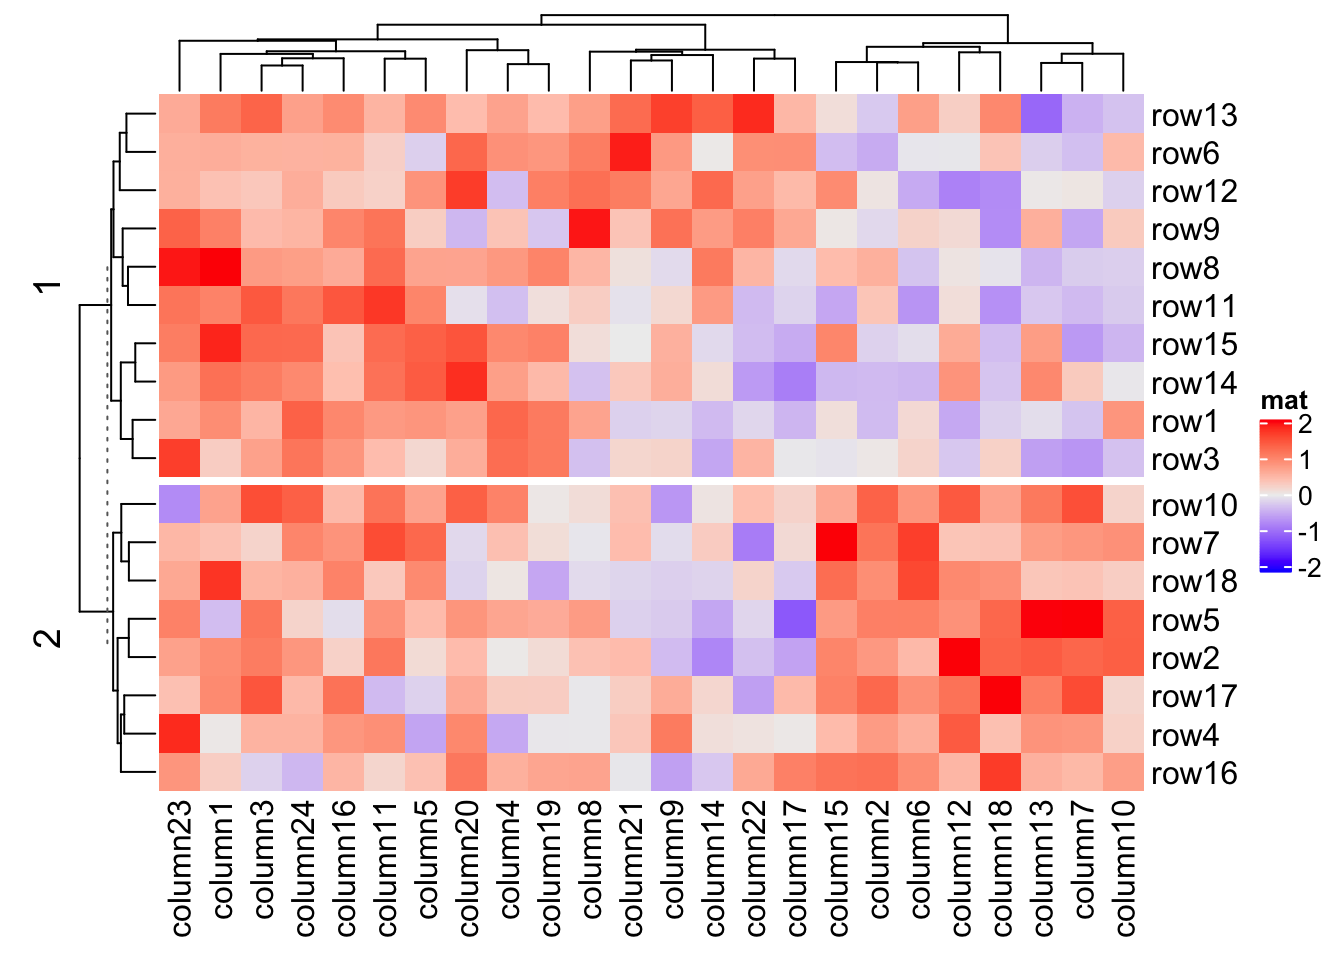 1
2
row13
row6
row12
row9
row8
row11
row15
row14
row1
row3
row10
row7
row18
row5
row2
row17
row4
row16
mat
2
1
0
-1
-2
column23
column1
column3
column24
column16
column11
column5
column20
column4
column19
column8
column21
column9
column14
column22
column17
column15
column2
column6
column12
column18
column13
column7
column10